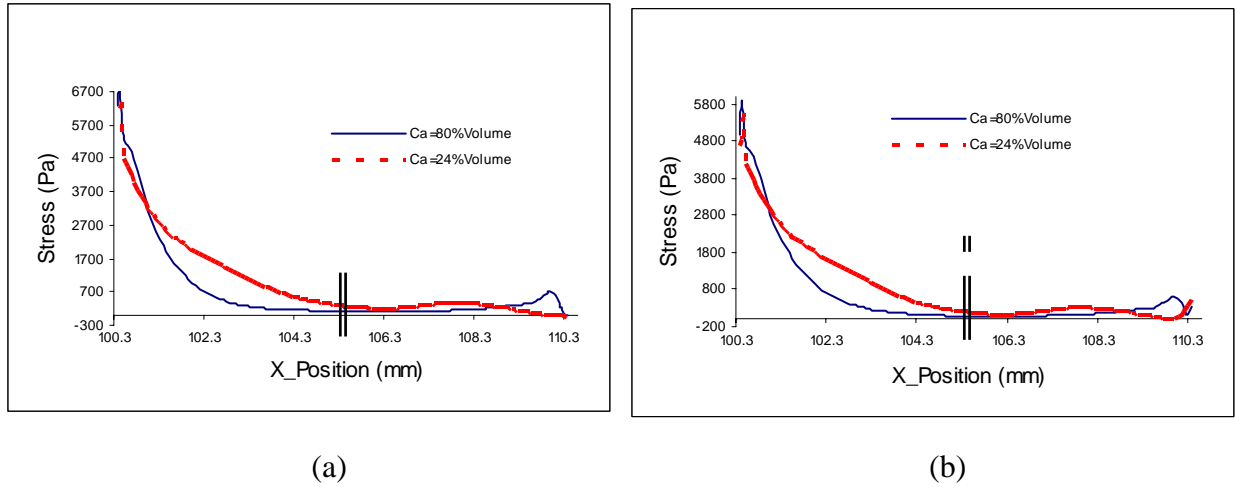 6700
5700
4700
3700
2700
1700
700
-300
Stress (Pa)
Ca=80%Volume
Ca=24%Volume
100.3 102.3 104.3 106.3 108.3 110.3
X_Position (mm)
(a)
5800
4800
3800
2800
1800
800
-200
Stress (Pa)
Ca=80%Volume
Ca=24%Volume
100.3 102.3 104.3 106.3 108.3 110.3
X_Position (mm)
(b)